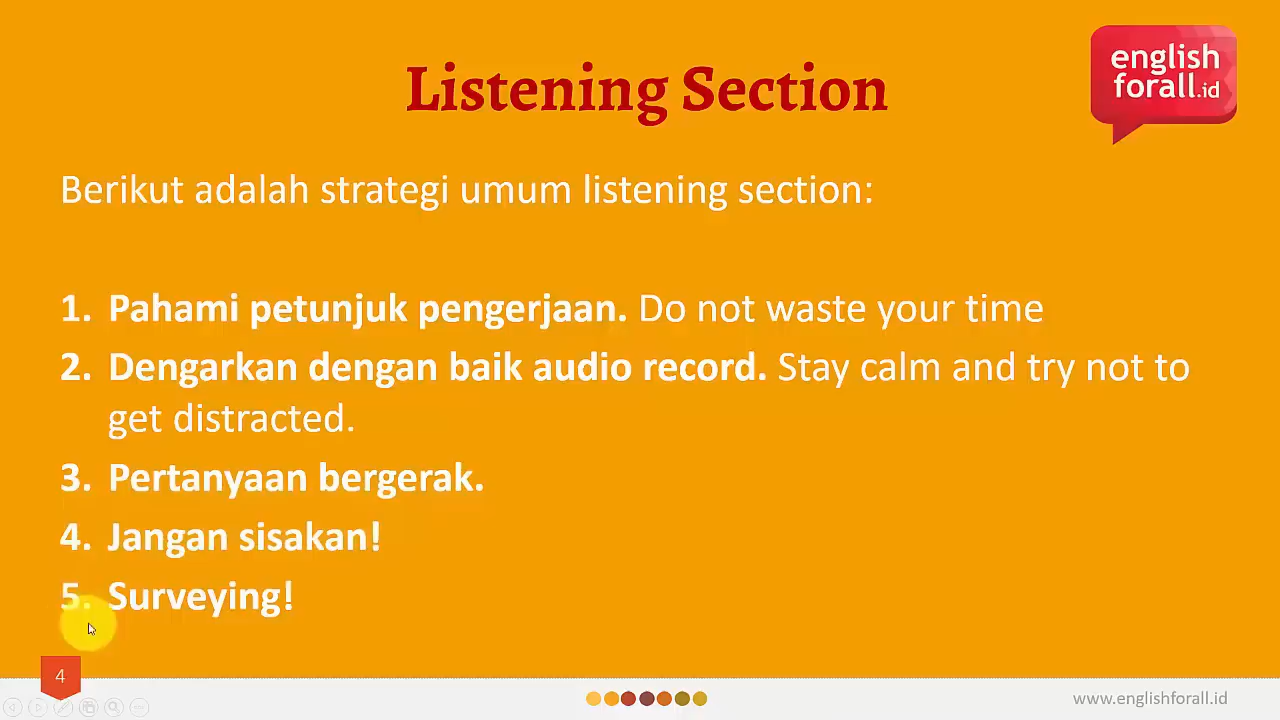 english
forall.id
Listening Section
Berikut adalah strategi umum listening section:
1. Pahami petunjuk pengerjaan. Do not waste your time
2. Dengarkan dengan baik audio record. Stay calm and try not to
get distracted.
3. Pertanyaan bergerak.
4. Jangan sisakan!
5. Surveying!
4
www.englishforall.id